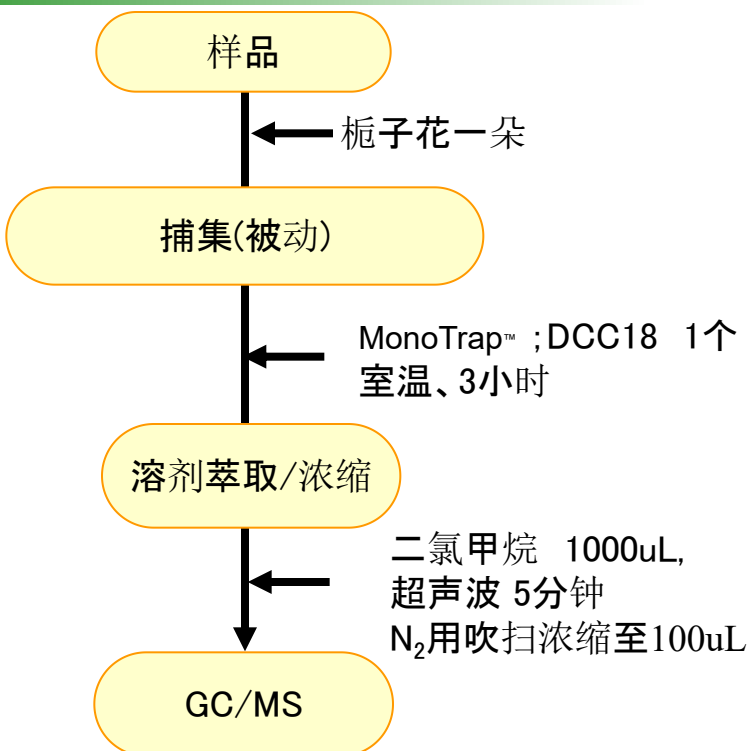 样品
栀子花一朵
捕集(被动)
MonoTrap™ ;DCC18 1个
室温、3小时
溶剂萃取/浓缩
二氯甲烷 1000uL,
超声波 5分钟
N₂用吹扫浓缩至100uL
GC/MS